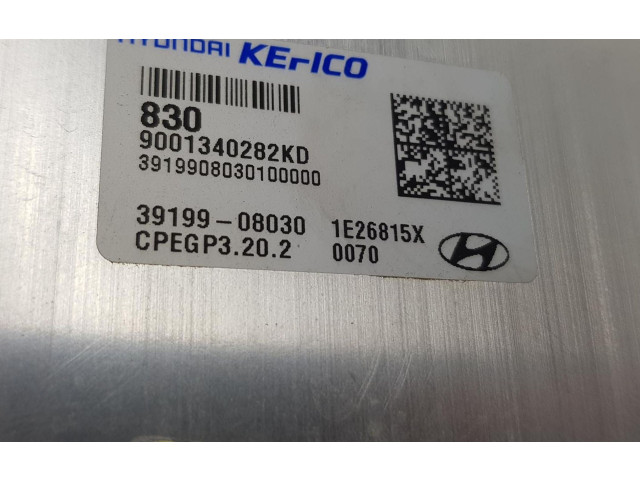 HYUNDAI KEFICO
830
9001340282KD
3919908030100000
39199-08030 1E26815X
CPEGP3.20.2 0070